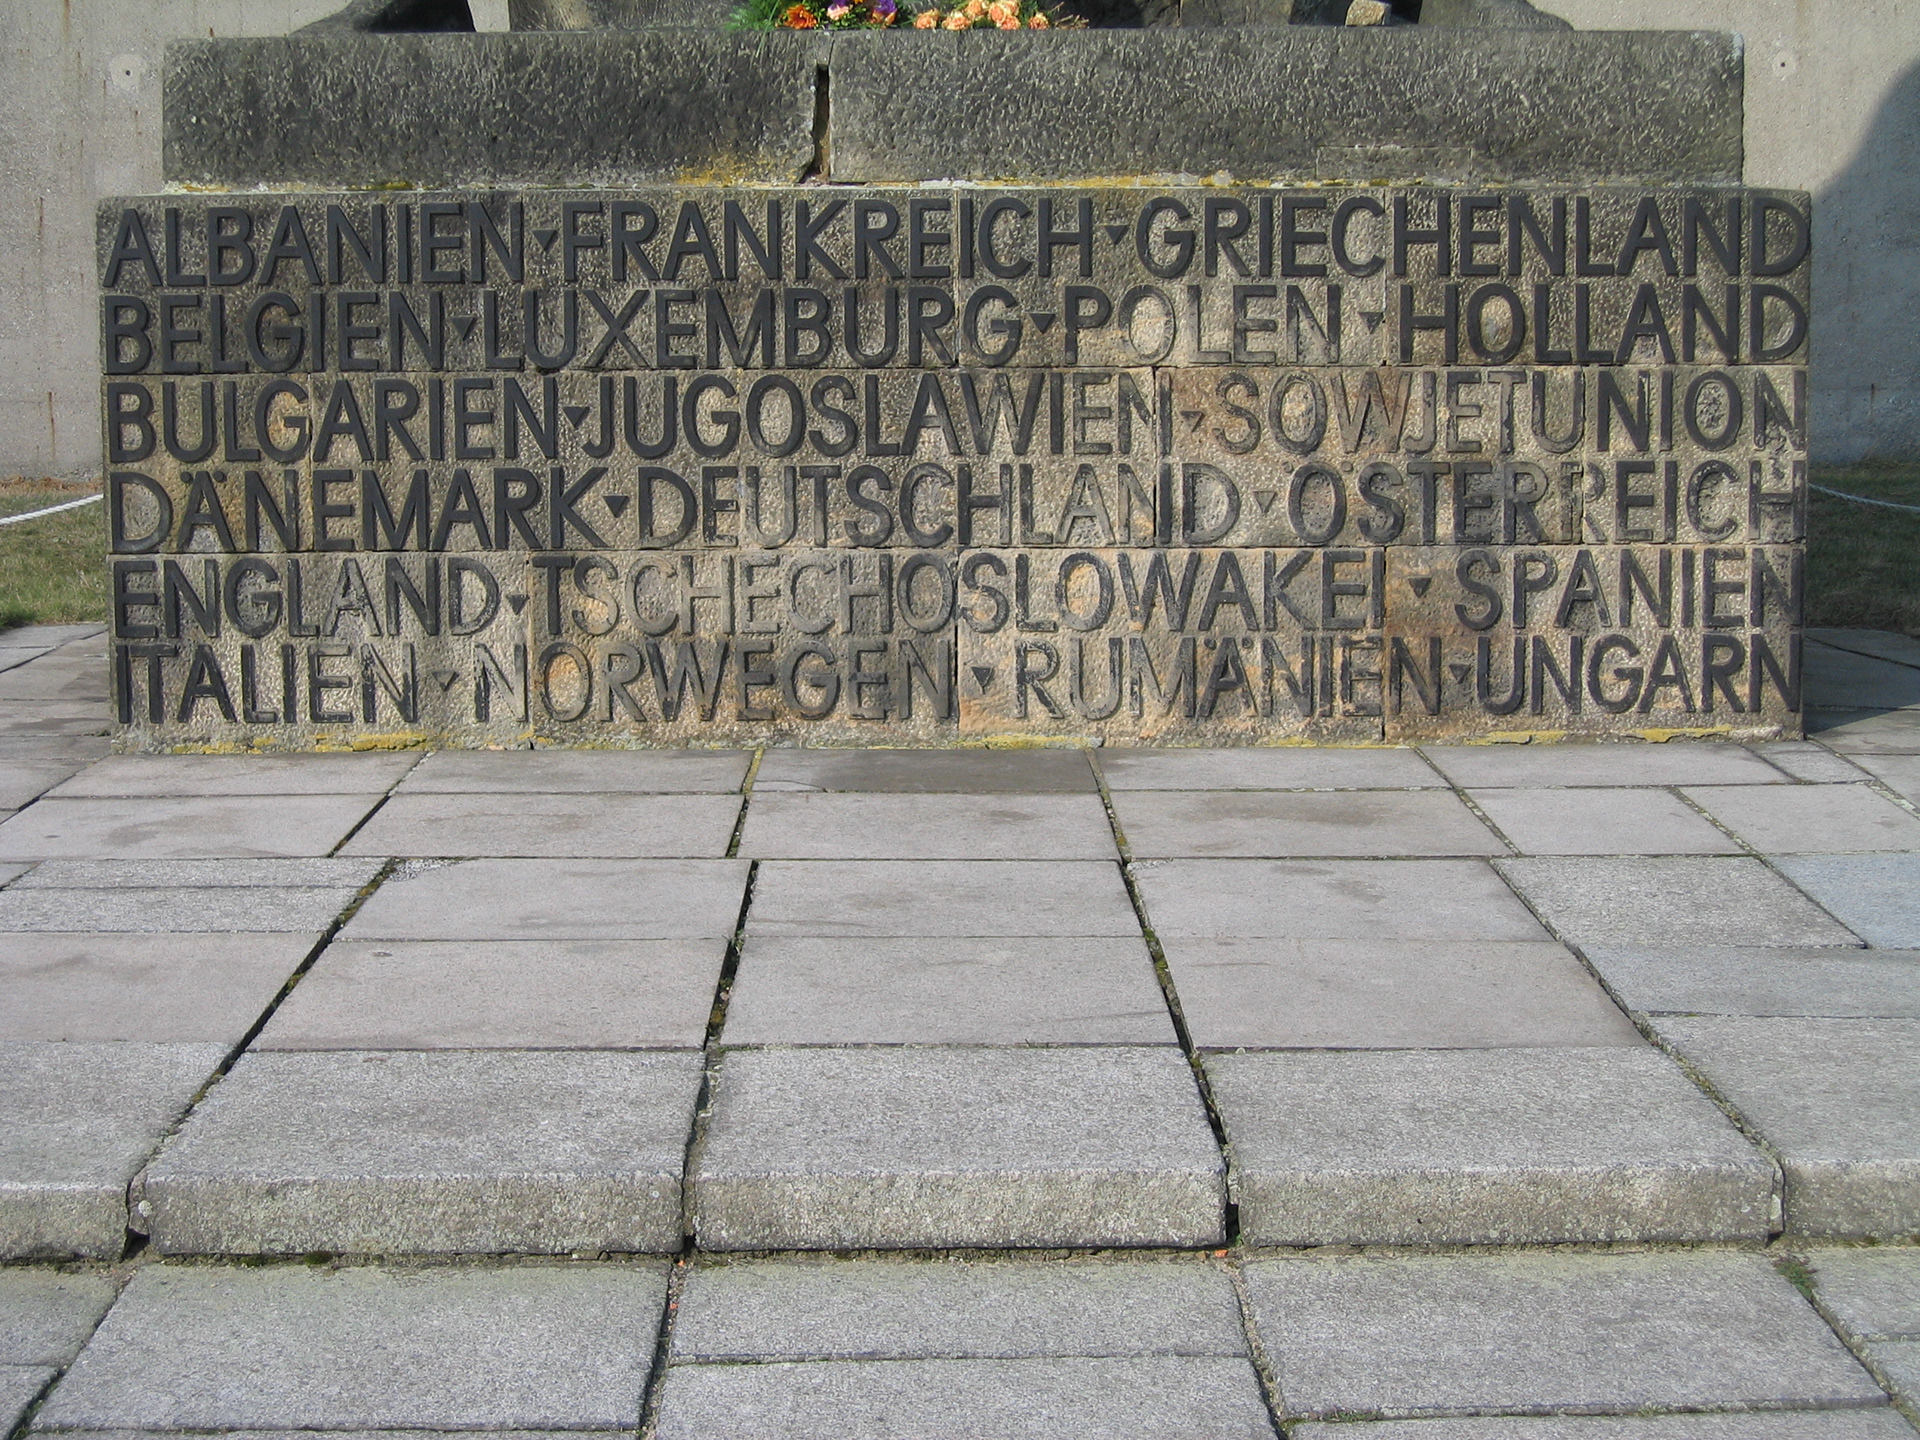 ALBANIEN▾FRANKREICH▾GRIECHENLAND
BELGIEN▾LUXEMBURG▾POLEN▾HOLLAND
BULGARIEN▾JUGOSLAWIEN▾SOWJETUNION
DÄNEMARK▾DEUTSCHLAND▾ÖSTERREICH
ENGLAND▾TSCHECHOSLOWAKEI▾SPANIEN
ITALIEN▾NORWEGEN▾RUMÄNIEN▾UNGARN